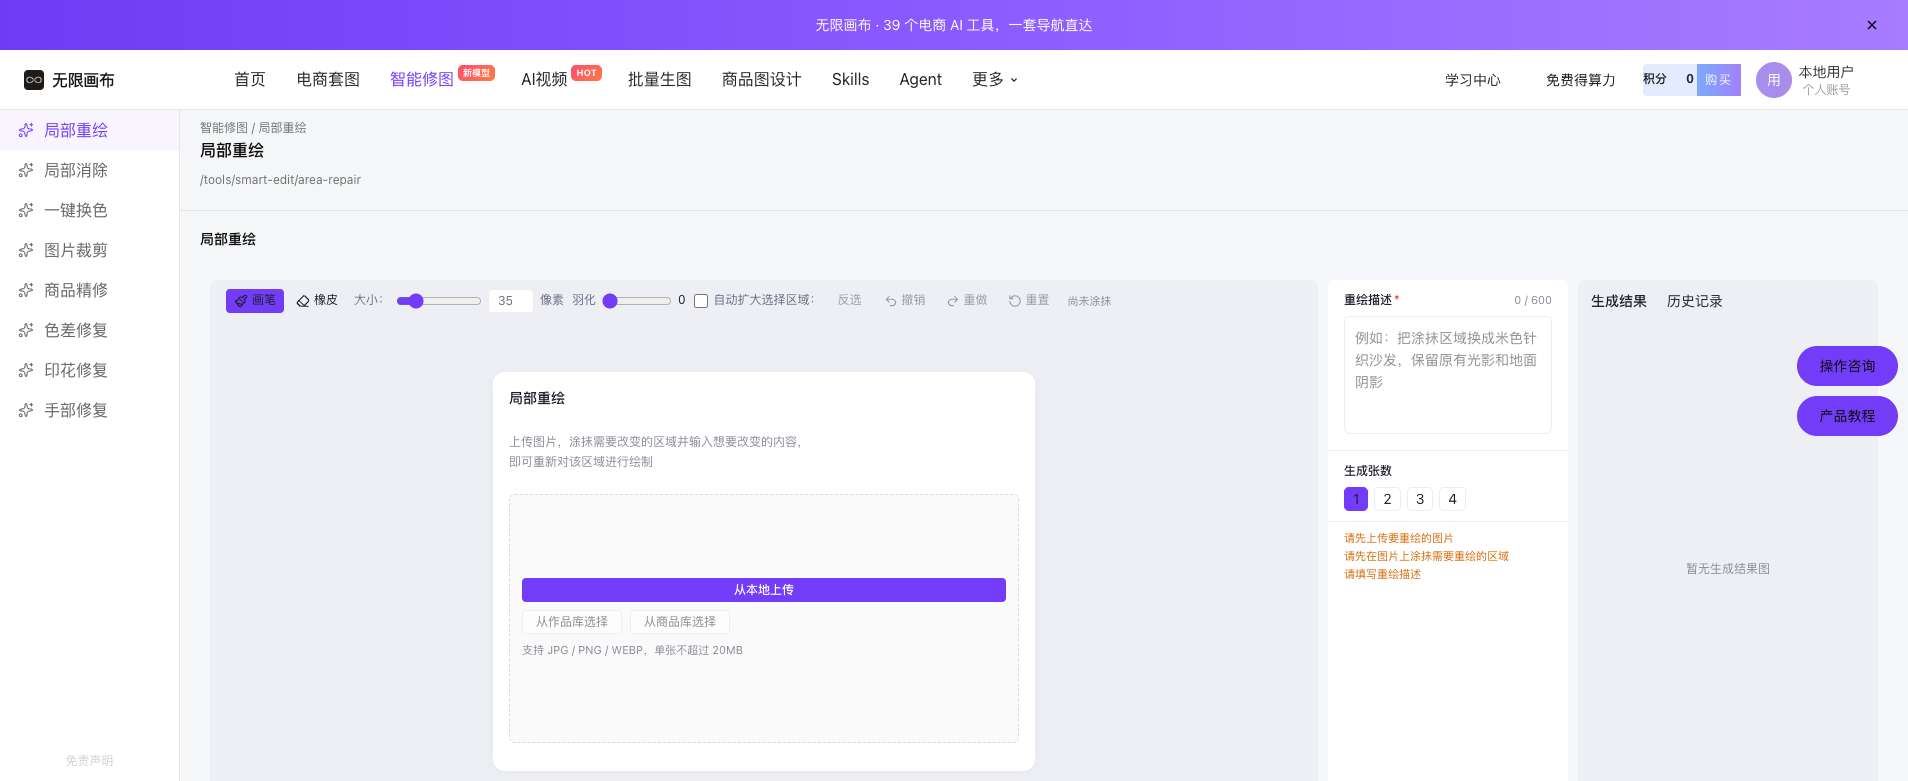 无限画布 · 39 个电商 AI 工具，一套导航直达
无限画布
首页
电商套图
智能修图
新模型
AI视频
HOT
批量生图
商品图设计
Skills
Agent
更多
学习中心
免费得算力
积分 0
购买
用
本地用户
个人账号
局部重绘
局部消除
一键换色
图片裁剪
商品精修
色差修复
印花修复
手部修复
免责声明
智能修图 / 局部重绘
局部重绘
/tools/smart-edit/area-repair
局部重绘
画笔
橡皮
大小：
35
像素
羽化
0
自动扩大选择区域：
反选
撤销
重做
重置
尚未涂抹
局部重绘
上传图片，涂抹需要改变的区域并输入想要改变的内容，
即可重新对该区域进行绘制
从本地上传
从作品库选择
从商品库选择
支持 JPG / PNG / WEBP，单张不超过 20MB
重绘描述*
0 / 600
例如：把涂抹区域换成米色针
织沙发，保留原有光影和地面
阴影
生成张数
1
2
3
4
请先上传要重绘的图片
请先在图片上涂抹需要重绘的区域
请填写重绘描述
生成结果
历史记录
暂无生成结果图
操作咨询
产品教程